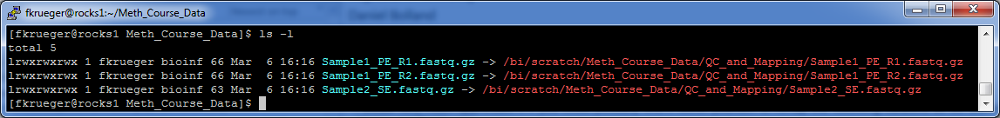 fkrueger@rocks1:~/Meth_Course_Data
[fkrueger@rocks1 Meth_Course_Data]$ ls -l
total 5
lrwxrwxrwx 1 fkrueger bioinf 66 Mar  6 16:16 Sample1_PE_R1.fastq.gz -> /bi/scratch/Meth_Course_Data/QC_and_Mapping/Sample1_PE_R1.fastq.gz
lrwxrwxrwx 1 fkrueger bioinf 66 Mar  6 16:16 Sample1_PE_R2.fastq.gz -> /bi/scratch/Meth_Course_Data/QC_and_Mapping/Sample1_PE_R2.fastq.gz
lrwxrwxrwx 1 fkrueger bioinf 63 Mar  6 16:16 Sample2_SE.fastq.gz -> /bi/scratch/Meth_Course_Data/QC_and_Mapping/Sample2_SE.fastq.gz
[fkrueger@rocks1 Meth_Course_Data]$